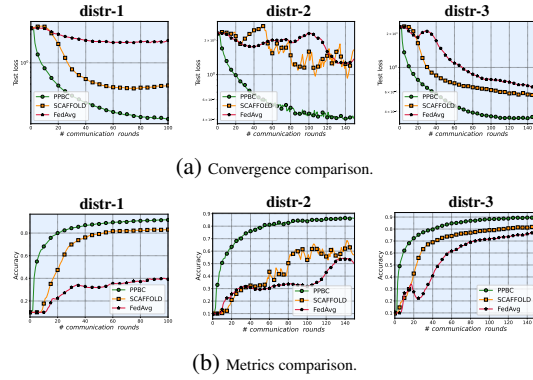 distr-1 distr-2 distr-3
Test loss Test loss Test loss
10⁰ 10⁰
PPBC PPBC PPBC
SCAFFOLD SCAFFOLD SCAFFOLD
FedAvg FedAvg FedAvg
0 20 40 60 80 100 0 20 40 60 80 100 120 140 0 20 40 60 80 100 120 140
# communication rounds # communication rounds # communication rounds
(a) Convergence comparison.
distr-1 distr-2 distr-3
Accuracy Accuracy Accuracy
0.9 0.9
0.8 0.8 0.8
0.7 0.7
0.6 0.6 0.6
0.5 0.5
0.4 0.4 0.4
0.3 0.3
0.2 0.2 0.2
0.1 0.1
PPBC PPBC PPBC
SCAFFOLD SCAFFOLD SCAFFOLD
FedAvg FedAvg FedAvg
0 20 40 60 80 100 0 20 40 60 80 100 120 140 0 20 40 60 80 100 120 140
# communication rounds # communication rounds # communication rounds
(b) Metrics comparison.